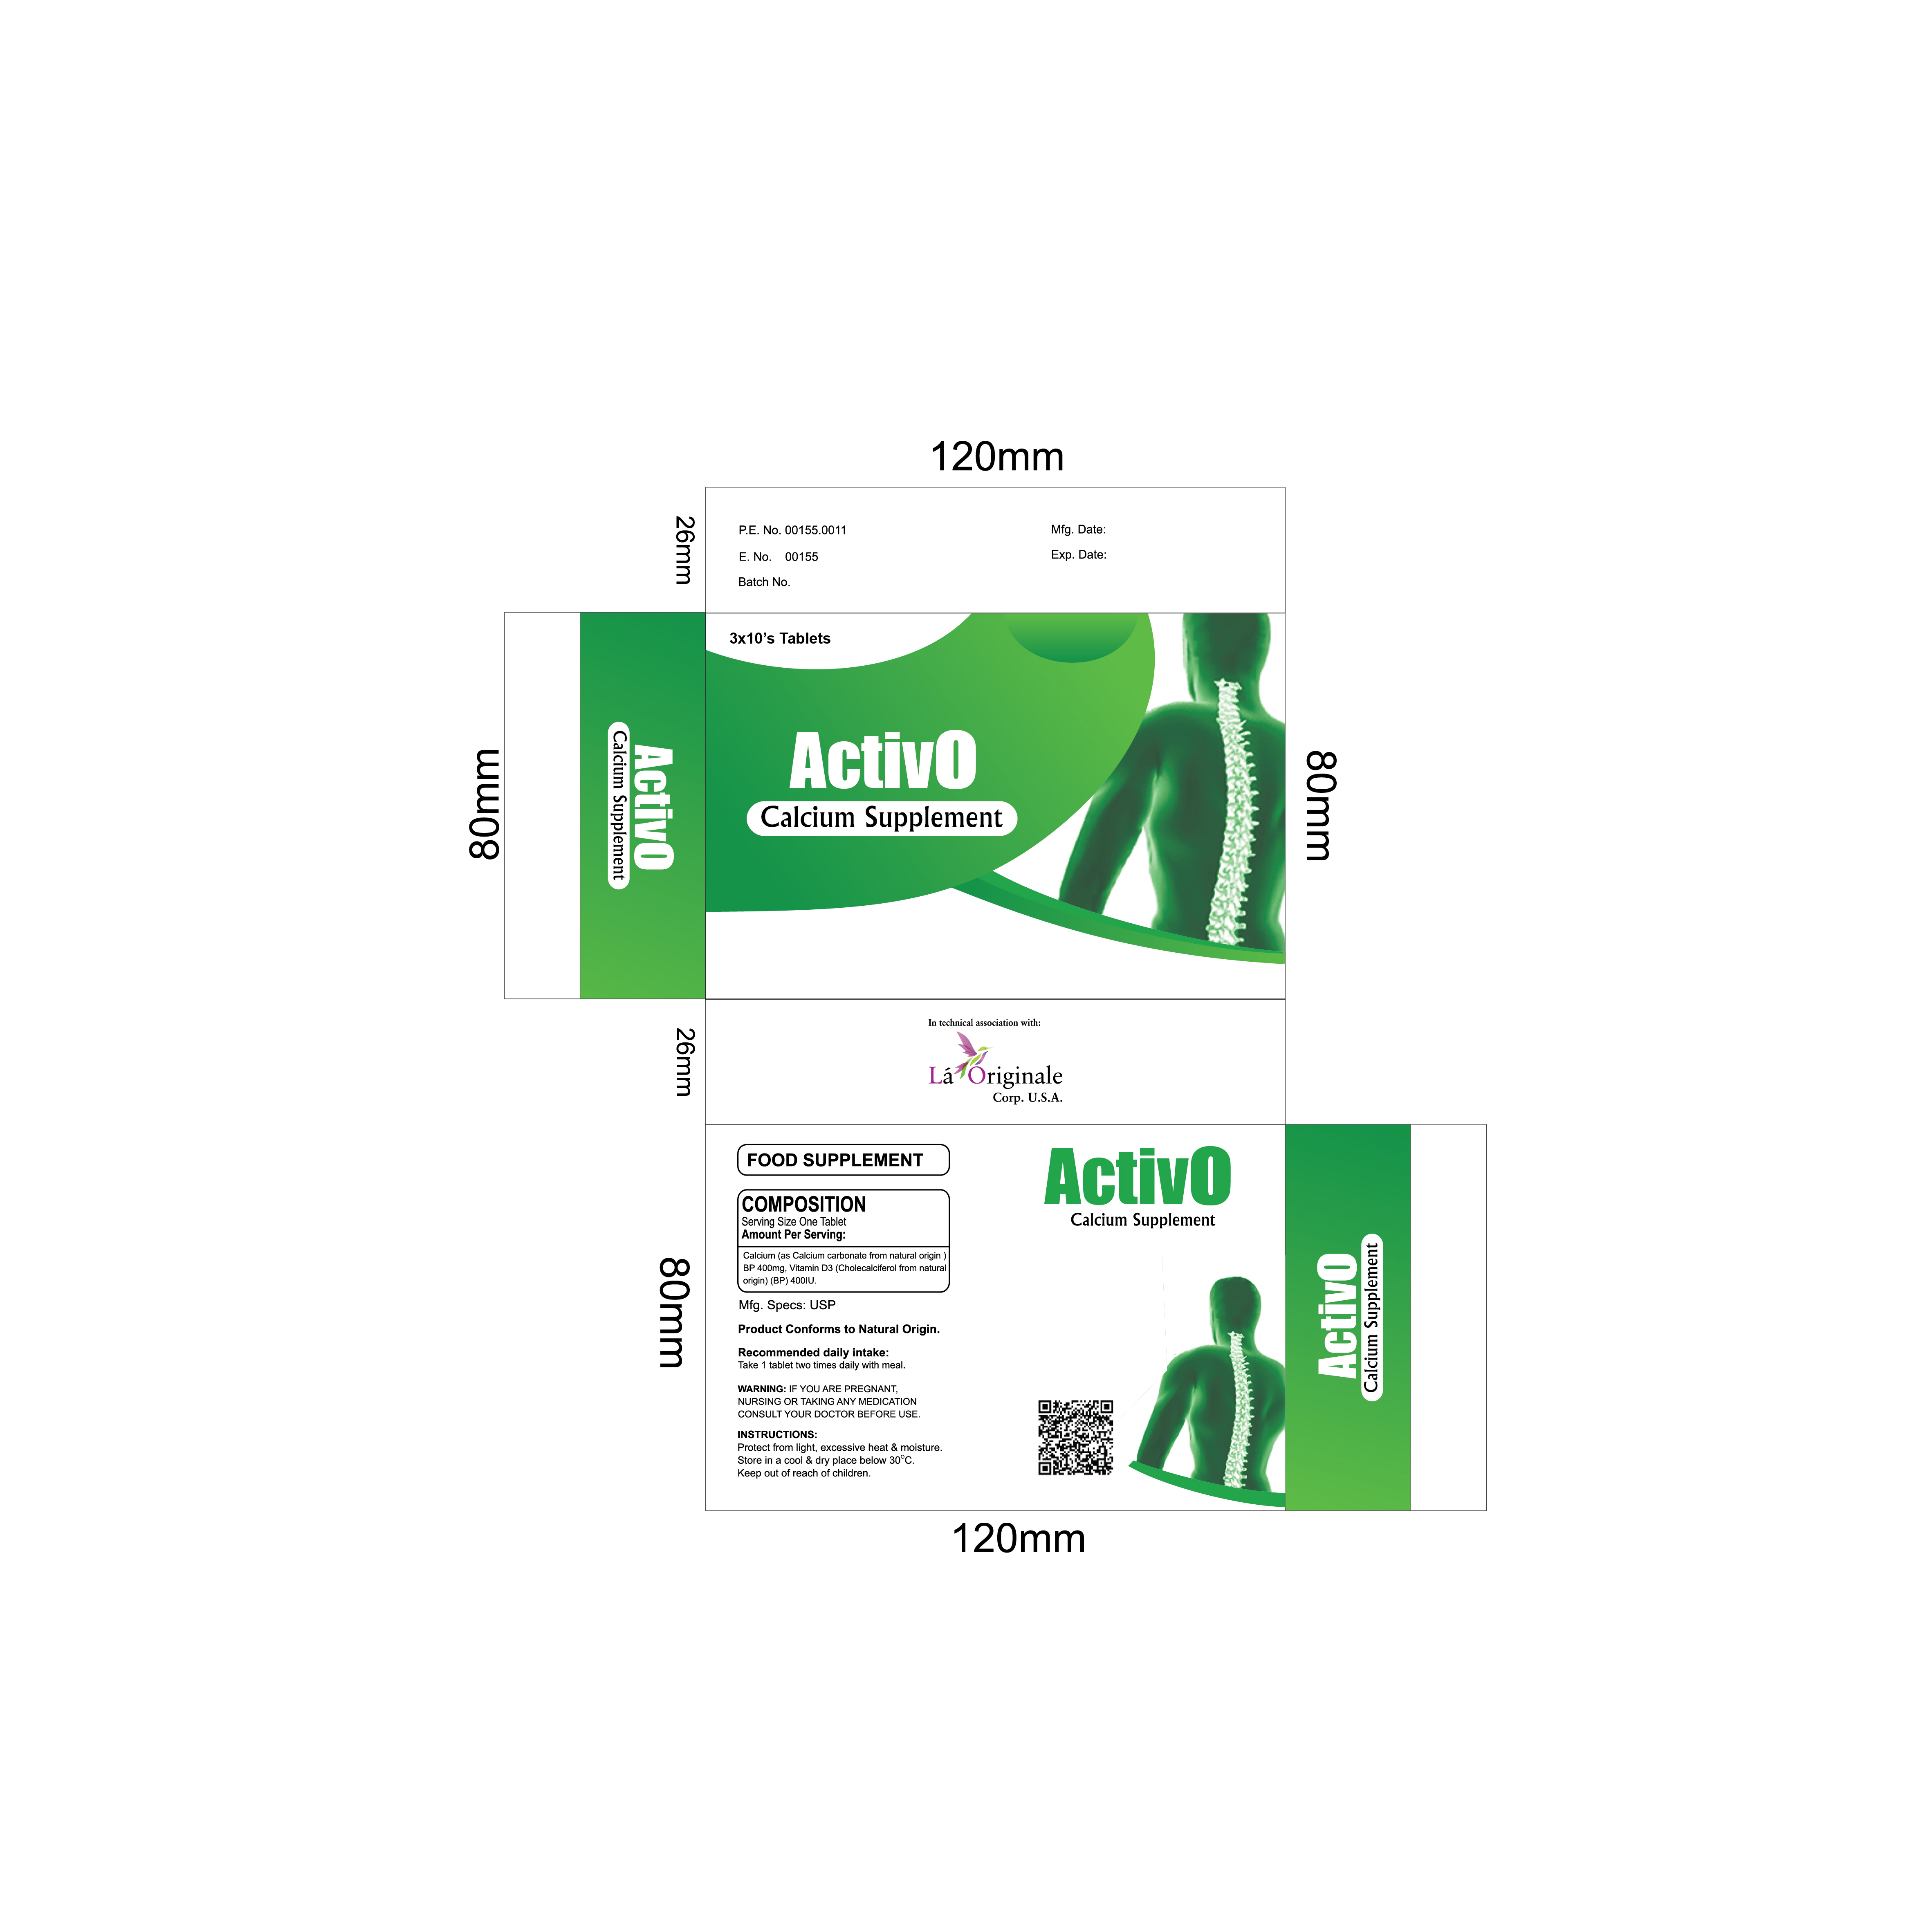 120mm
26mm
P.E. No. 00155.0011
E. No. 00155
Batch No.
Mfg. Date:
Exp. Date:
80mm
ActivO
Calcium Supplement
3x10's Tablets
ActivO
Calcium Supplement
80mm
26mm
In technical association with:
Lá Originale
Corp. U.S.A.
80mm
FOOD SUPPLEMENT
COMPOSITION
Serving Size One Tablet
Amount Per Serving:
Calcium (as Calcium carbonate from natural origin )
BP 400mg, Vitamin D3 (Cholecalciferol from natural
origin) (BP) 400IU.
Mfg. Specs: USP
Product Conforms to Natural Origin.
Recommended daily intake:
Take 1 tablet two times daily with meal.
WARNING: IF YOU ARE PREGNANT,
NURSING OR TAKING ANY MEDICATION
CONSULT YOUR DOCTOR BEFORE USE.
INSTRUCTIONS:
Protect from light, excessive heat & moisture.
Store in a cool & dry place below 30°C.
Keep out of reach of children.
ActivO
Calcium Supplement
ActivO
Calcium Supplement
120mm